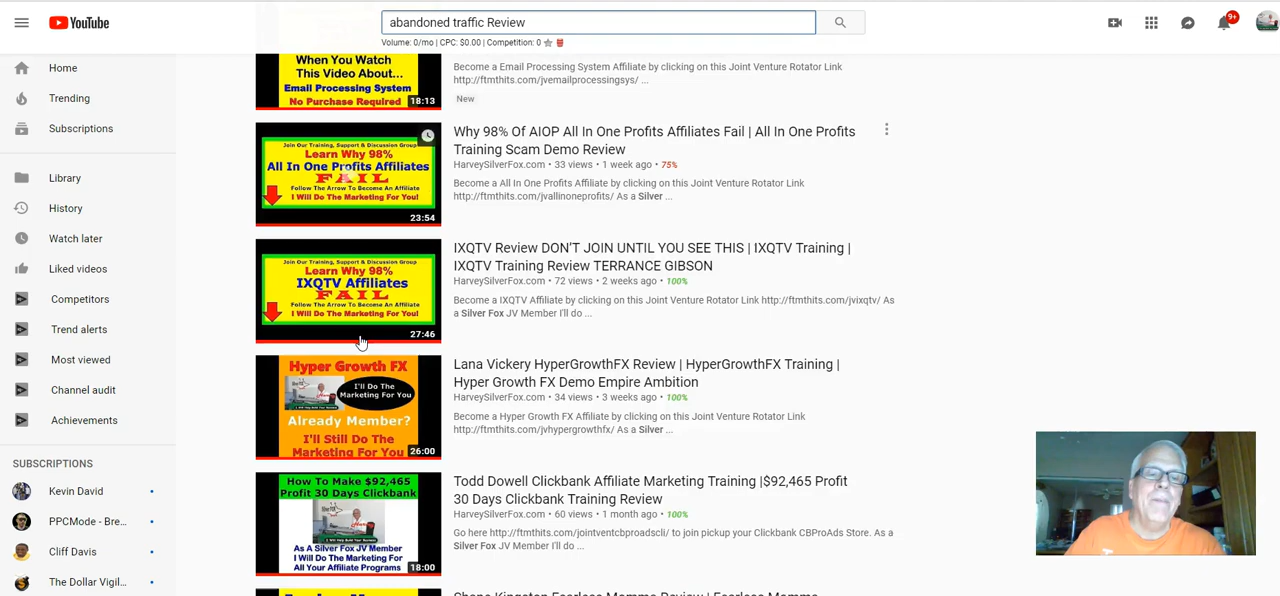 YouTube
abandoned traffic Review
9+
Volume: 0/mo | CPC: $0.00 | Competition: 0
Home
Trending
Subscriptions
Library
History
Watch later
Liked videos
Competitors
Trend alerts
Most viewed
Channel audit
Achievements
SUBSCRIPTIONS
Kevin David
PPCMode - Bre...
Cliff Davis
The Dollar Vigil...
When You Watch
This Video About...
Email Processing System
No Purchase Required
18:13
Become a Email Processing System Affiliate by clicking on this Joint Venture Rotator Link
http://ftmthits.com/jvemailprocessingsys/ ...
New
Join Our Training, Support & Discussion Group
Learn Why 98%
All In One Profits Affiliates
FAIL
Follow The Arrow To Become An Affiliate
I Will Do The Marketing For You!
23:54
Why 98% Of AIOP All In One Profits Affiliates Fail | All In One Profits
Training Scam Demo Review
HarveySilverFox.com • 33 views • 1 week ago • 75%
Become a All In One Profits Affiliate by clicking on this Joint Venture Rotator Link
http://ftmthits.com/jvallinoneprofits/ As a Silver ...
Join Our Training, Support & Discussion Group
Learn Why 98%
IXQTV Affiliates
FAIL
Follow The Arrow To Become An Affiliate
I Will Do The Marketing For You!
27:46
IXQTV Review DON'T JOIN UNTIL YOU SEE THIS | IXQTV Training |
IXQTV Training Review TERRANCE GIBSON
HarveySilverFox.com • 72 views • 2 weeks ago • 100%
Become a IXQTV Affiliate by clicking on this Joint Venture Rotator Link http://ftmthits.com/jvixqtv/ As
a Silver Fox JV Member I'll do ...
Hyper Growth FX
I'll Do The
Marketing For You
Already Member?
I'll Still Do The
Marketing For You
26:00
Lana Vickery HyperGrowthFX Review | HyperGrowthFX Training |
Hyper Growth FX Demo Empire Ambition
HarveySilverFox.com • 34 views • 3 weeks ago • 100%
Become a Hyper Growth FX Affiliate by clicking on this Joint Venture Rotator Link
http://ftmthits.com/jvhypergrowthfx/ As a Silver ...
How To Make $92,465
Profit 30 Days Clickbank
As A Silver Fox JV Member
I Will Do The Marketing For
All Your Affiliate Programs
18:00
Todd Dowell Clickbank Affiliate Marketing Training |$92,465 Profit
30 Days Clickbank Training Review
HarveySilverFox.com • 60 views • 1 month ago • 100%
Go here http://ftmthits.com/jointventcbproadscli/ to join pickup your Clickbank CBProAds Store. As a
Silver Fox JV Member I'll do ...